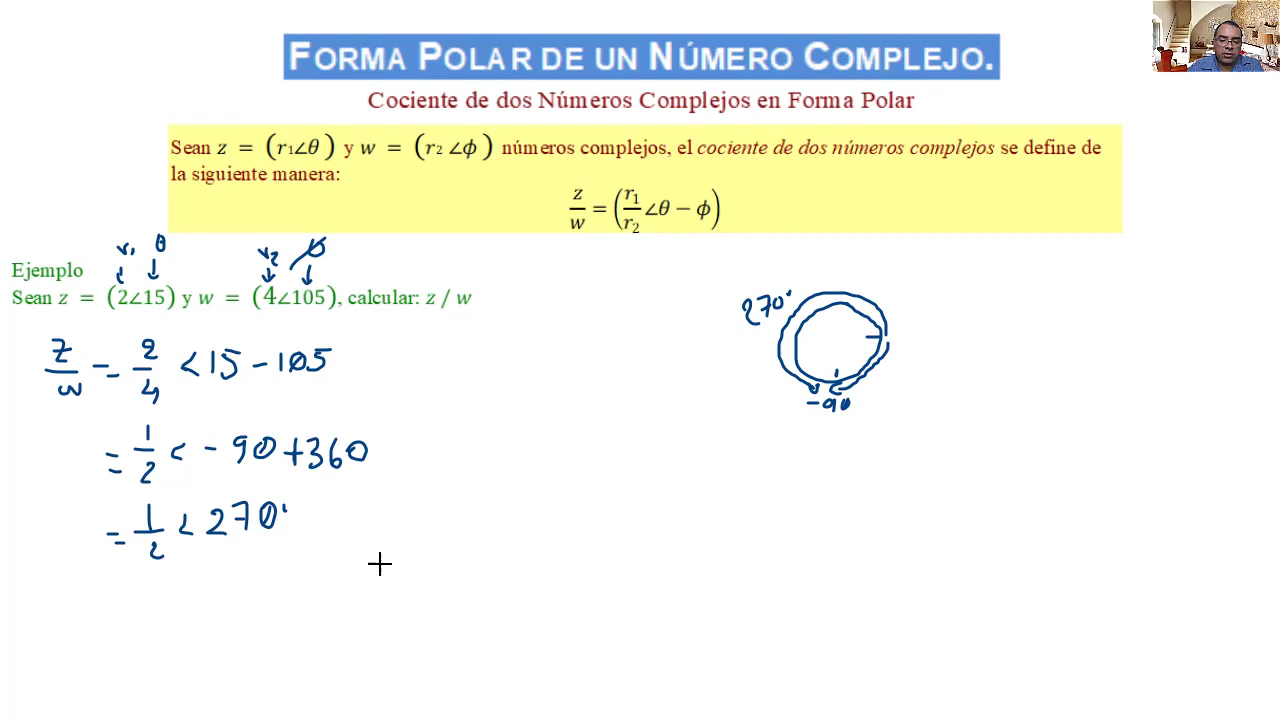 FORMA POLAR DE UN NÚMERO COMPLEJO.
Cociente de dos Números Complejos en Forma Polar
Sean z = (r₁∠θ) y w = (r₂ ∠ϕ) números complejos, el cociente de dos números complejos se define de
la siguiente manera:
z/w = (r₁/r₂ ∠θ − ϕ)
r₁ θ r₂ ϕ
Ejemplo
Sean z = (2∠15) y w = (4∠105), calcular: z / w
z/w = 2/4 < 15 - 105
= 1/2 < - 90 + 360
= 1/2 < 270°
270°
-90